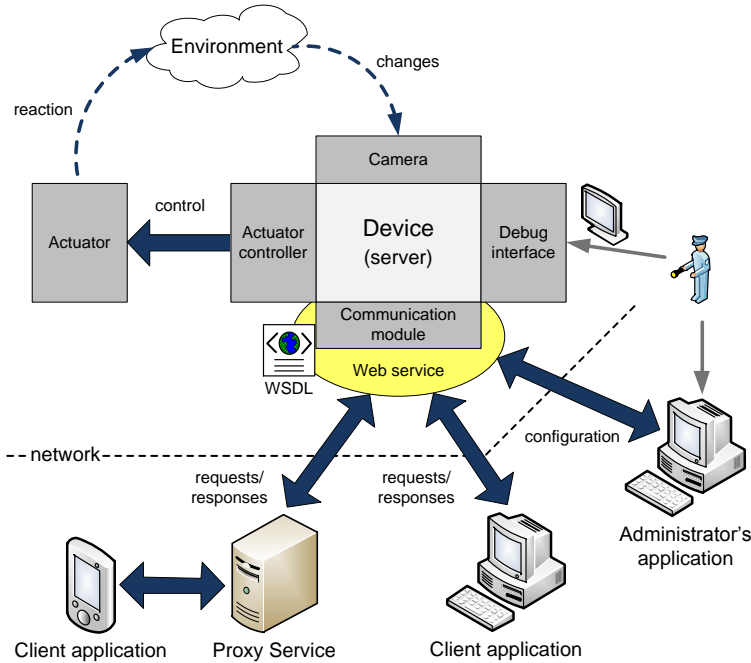 Environment
changes
reaction
Camera
control
Actuator
Actuator
controller
Device
(server)
Debug
interface
Communication
module
Web service
WSDL
network
configuration
requests/
responses
requests/
responses
Administrator's
application
Client application
Proxy Service
Client application